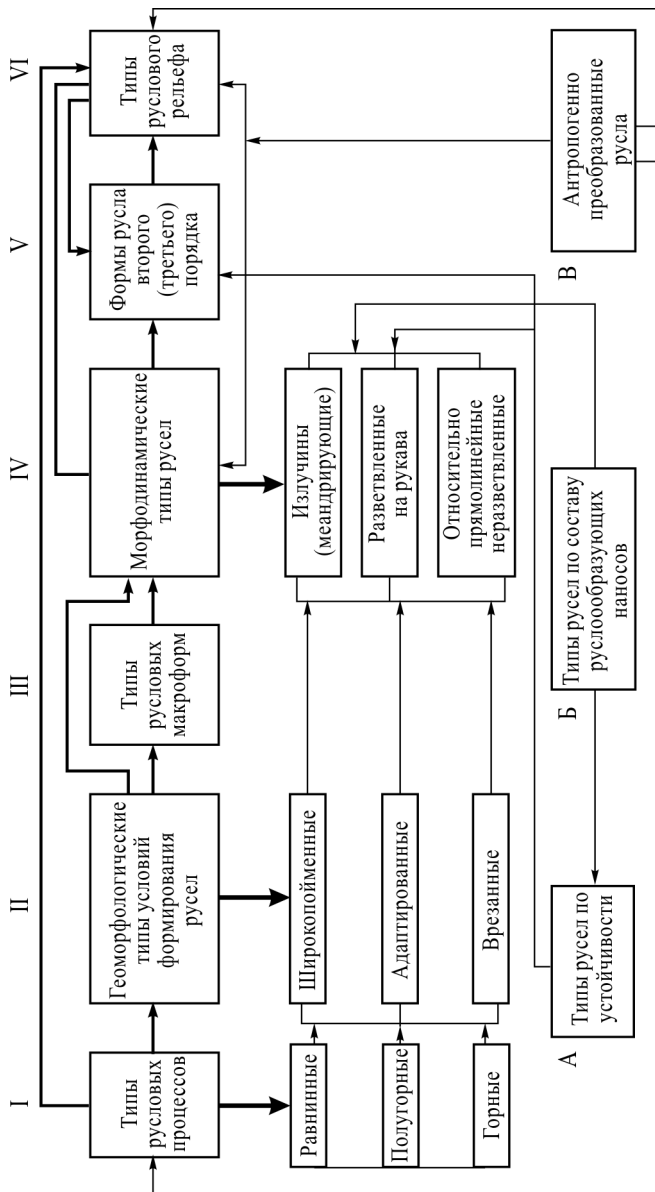 I
II
III
IV
V
VI
Типы
русловых
процессов
Геоморфологические
типы условий
формирования
русел
Типы
русловых
макроформ
Морфодинамические
типы русел
Формы русла
второго
(третьего)
порядка
Типы
руслового
рельефа
Равнинные
Полугорные
Горные
Широкопойменные
Адаптированные
Врезанные
Излучины
(меандрирующие)
Разветвленные
на рукава
Относительно
прямолинейные
неразветвленные
А
Типы русел по
устойчивости
Б
Типы русел по составу
руслоообразующих
наносов
В
Антропогенно
преобразованные
русла